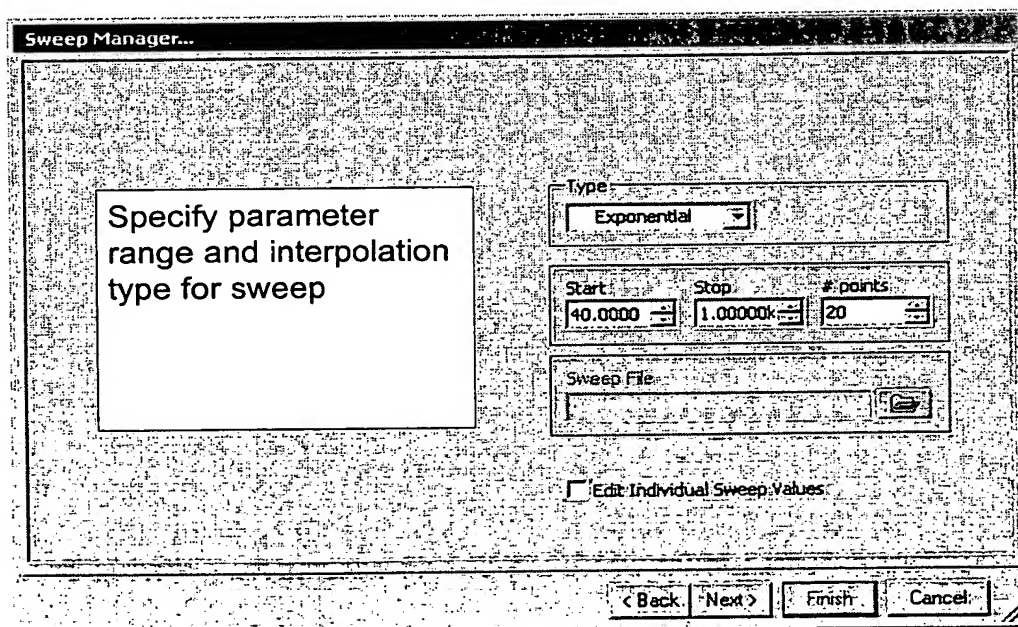 Sweep Manager...
Specify parameter
range and interpolation
type for sweep
Type
Exponential
Start Stop # points
40.0000 1.00000k 20
Sweep File
Edit Individual Sweep Values
< Back Next > Finish Cancel